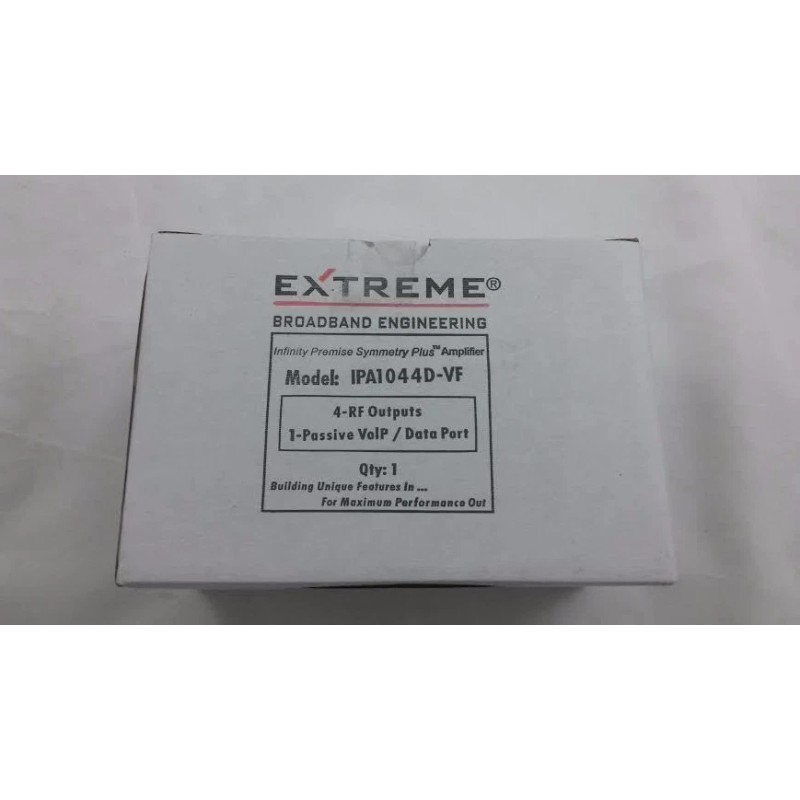 EXTREME®
BROADBAND ENGINEERING
Infinity Premise Symmetry Plus™ Amplifier
Model: IPA1044D-VF
4-RF Outputs
1-Passive VoIP / Data Port
Qty: 1
Building Unique Features In ...
For Maximum Performance Out